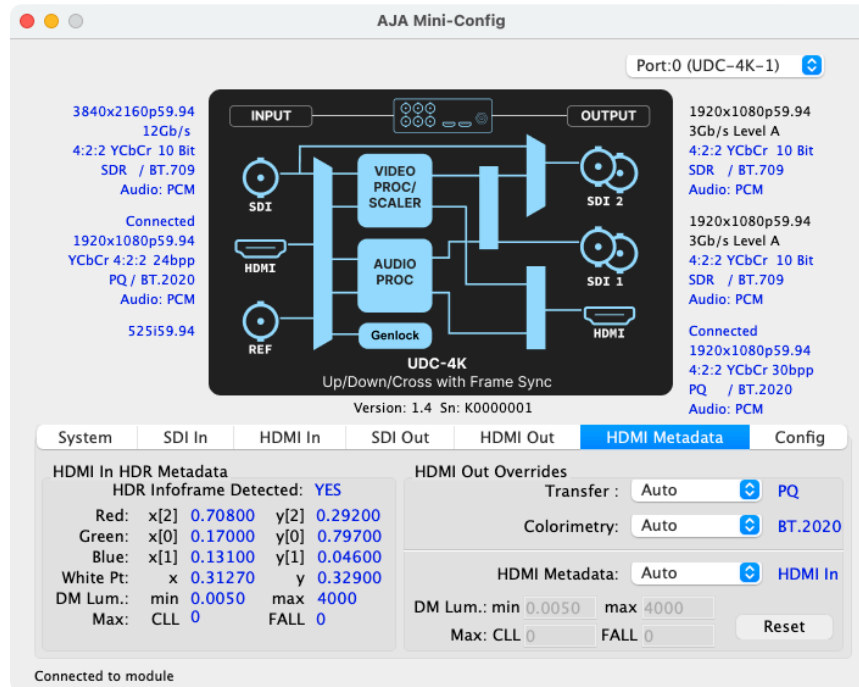 AJA Mini-Config
Port:0 (UDC-4K-1)
3840x2160p59.94
12Gb/s
4:2:2 YCbCr 10 Bit
SDR / BT.709
Audio: PCM
Connected
1920x1080p59.94
YCbCr 4:2:2 24bpp
PQ / BT.2020
Audio: PCM
525i59.94
INPUT
OUTPUT
SDI
HDMI
REF
VIDEO
PROC/
SCALER
AUDIO
PROC
Genlock
SDI 2
SDI 1
HDMI
UDC-4K
Up/Down/Cross with Frame Sync
Version: 1.4 Sn: K0000001
1920x1080p59.94
3Gb/s Level A
4:2:2 YCbCr 10 Bit
SDR / BT.709
Audio: PCM
1920x1080p59.94
3Gb/s Level A
4:2:2 YCbCr 10 Bit
SDR / BT.709
Audio: PCM
Connected
1920x1080p59.94
4:2:2 YCbCr 30bpp
PQ / BT.2020
Audio: PCM
System SDI In HDMI In SDI Out HDMI Out HDMI Metadata Config
HDMI In HDR Metadata
HDR Infoframe Detected: YES
Red: x[2] 0.70800 y[2] 0.29200
Green: x[0] 0.17000 y[0] 0.79700
Blue: x[1] 0.13100 y[1] 0.04600
White Pt: x 0.31270 y 0.32900
DM Lum.: min 0.0050 max 4000
Max: CLL 0 FALL 0
HDMI Out Overrides
Transfer : Auto PQ
Colorimetry: Auto BT.2020
HDMI Metadata: Auto HDMI In
DM Lum.: min 0.0050 max 4000
Max: CLL 0 FALL 0
Reset
Connected to module